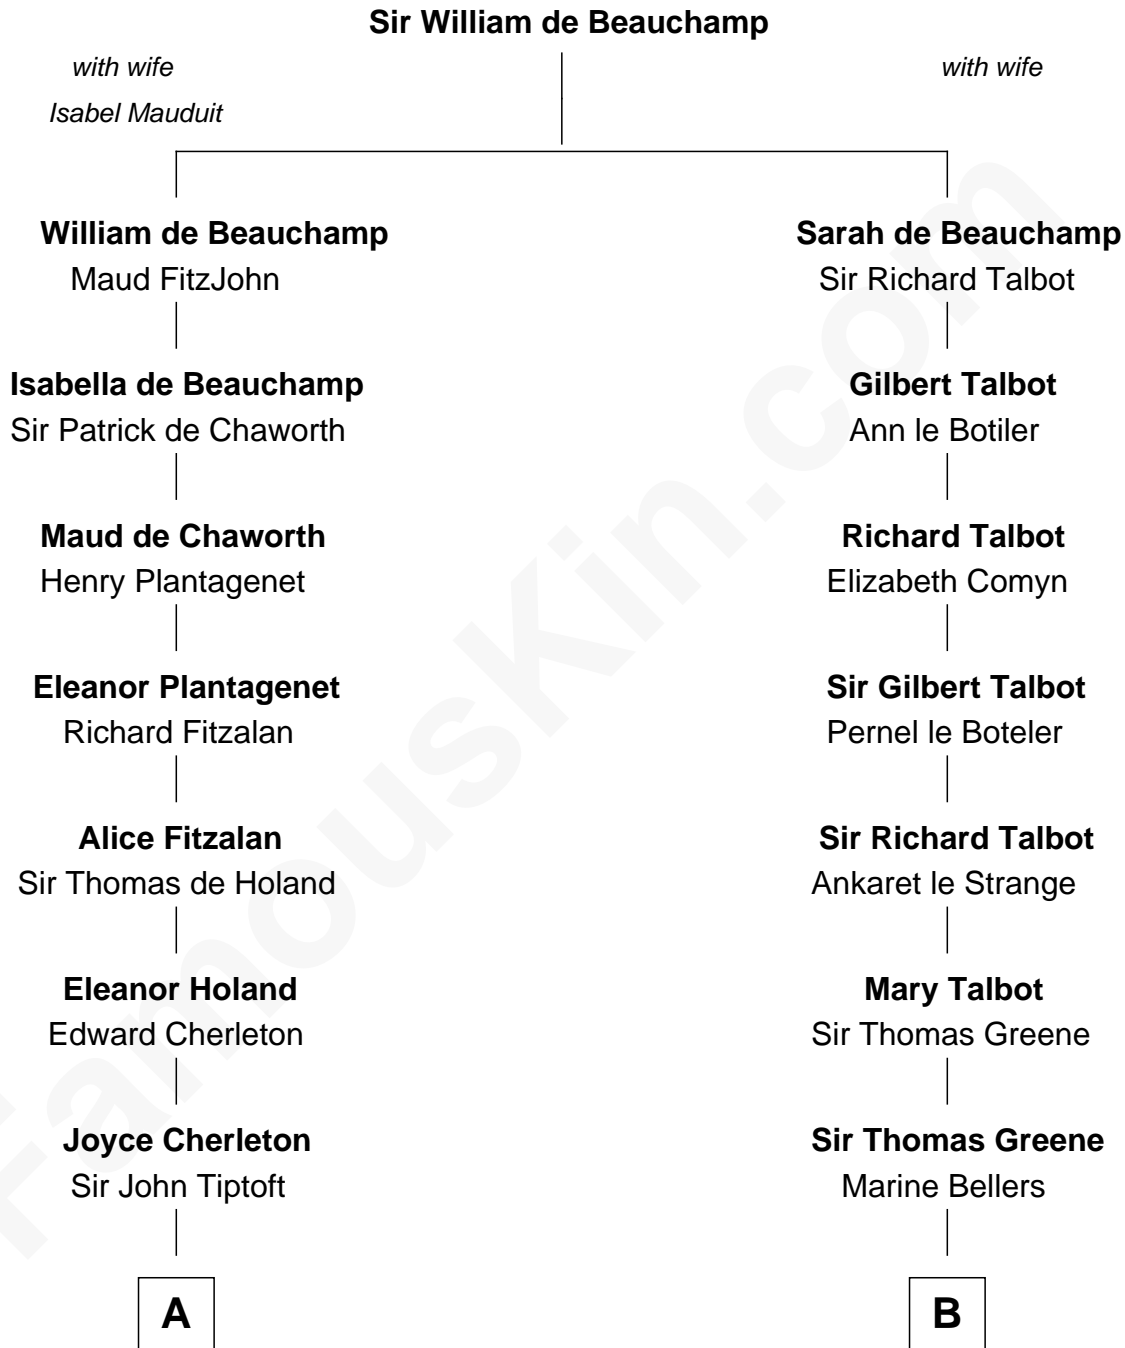 Sir William de Beauchamp
with wife
Isabel Mauduit
with wife
William de Beauchamp
Maud FitzJohn
Sarah de Beauchamp
Sir Richard Talbot
Isabella de Beauchamp
Sir Patrick de Chaworth
Gilbert Talbot
Ann le Botiler
Maud de Chaworth
Henry Plantagenet
Richard Talbot
Elizabeth Comyn
Eleanor Plantagenet
Richard Fitzalan
Sir Gilbert Talbot
Pernel le Boteler
Alice Fitzalan
Sir Thomas de Holand
Sir Richard Talbot
Ankaret le Strange
Eleanor Holand
Edward Cherleton
Mary Talbot
Sir Thomas Greene
Joyce Cherleton
Sir John Tiptoft
Sir Thomas Greene
Marine Bellers
A
B
FamousKin.com